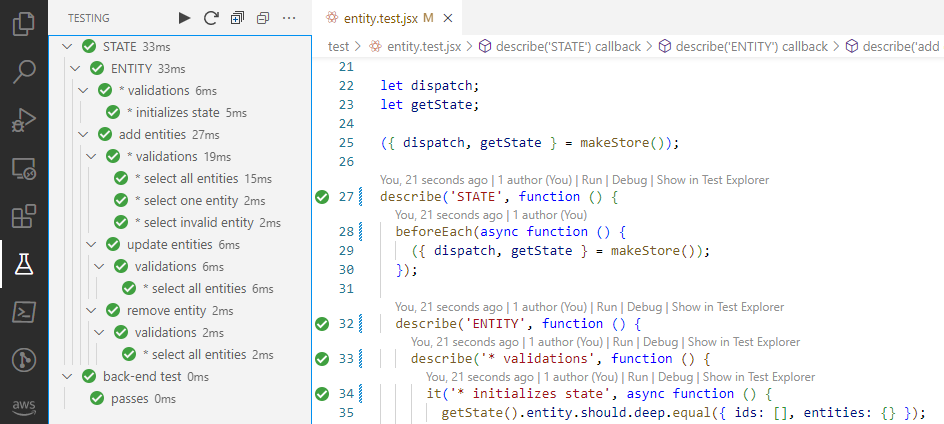 TESTING
STATE 33ms
ENTITY 33ms
* validations 6ms
* initializes state 5ms
add entities 27ms
* validations 19ms
* select all entities 15ms
* select one entity 2ms
* select invalid entity 2ms
update entities 6ms
validations 6ms
* select all entities 6ms
remove entity 2ms
validations 2ms
* select all entities 2ms
back-end test 0ms
passes 0ms
aws
entity.test.jsx M
test > entity.test.jsx > describe('STATE') callback > describe('ENTITY') callback > describe('add
21
22 let dispatch;
23 let getState;
24
25 ({ dispatch, getState } = makeStore());
26
You, 21 seconds ago | 1 author (You) | Run | Debug | Show in Test Explorer
27 describe('STATE', function () {
You, 21 seconds ago | 1 author (You)
28 beforeEach(async function () {
29 ({ dispatch, getState } = makeStore());
30 });
31
You, 21 seconds ago | 1 author (You) | Run | Debug | Show in Test Explorer
32 describe('ENTITY', function () {
You, 21 seconds ago | 1 author (You) | Run | Debug | Show in Test Explorer
33 describe('* validations', function () {
You, 21 seconds ago | 1 author (You) | Run | Debug | Show in Test Explorer
34 it('* initializes state', async function () {
35 getState().entity.should.deep.equal({ ids: [], entities: {} });